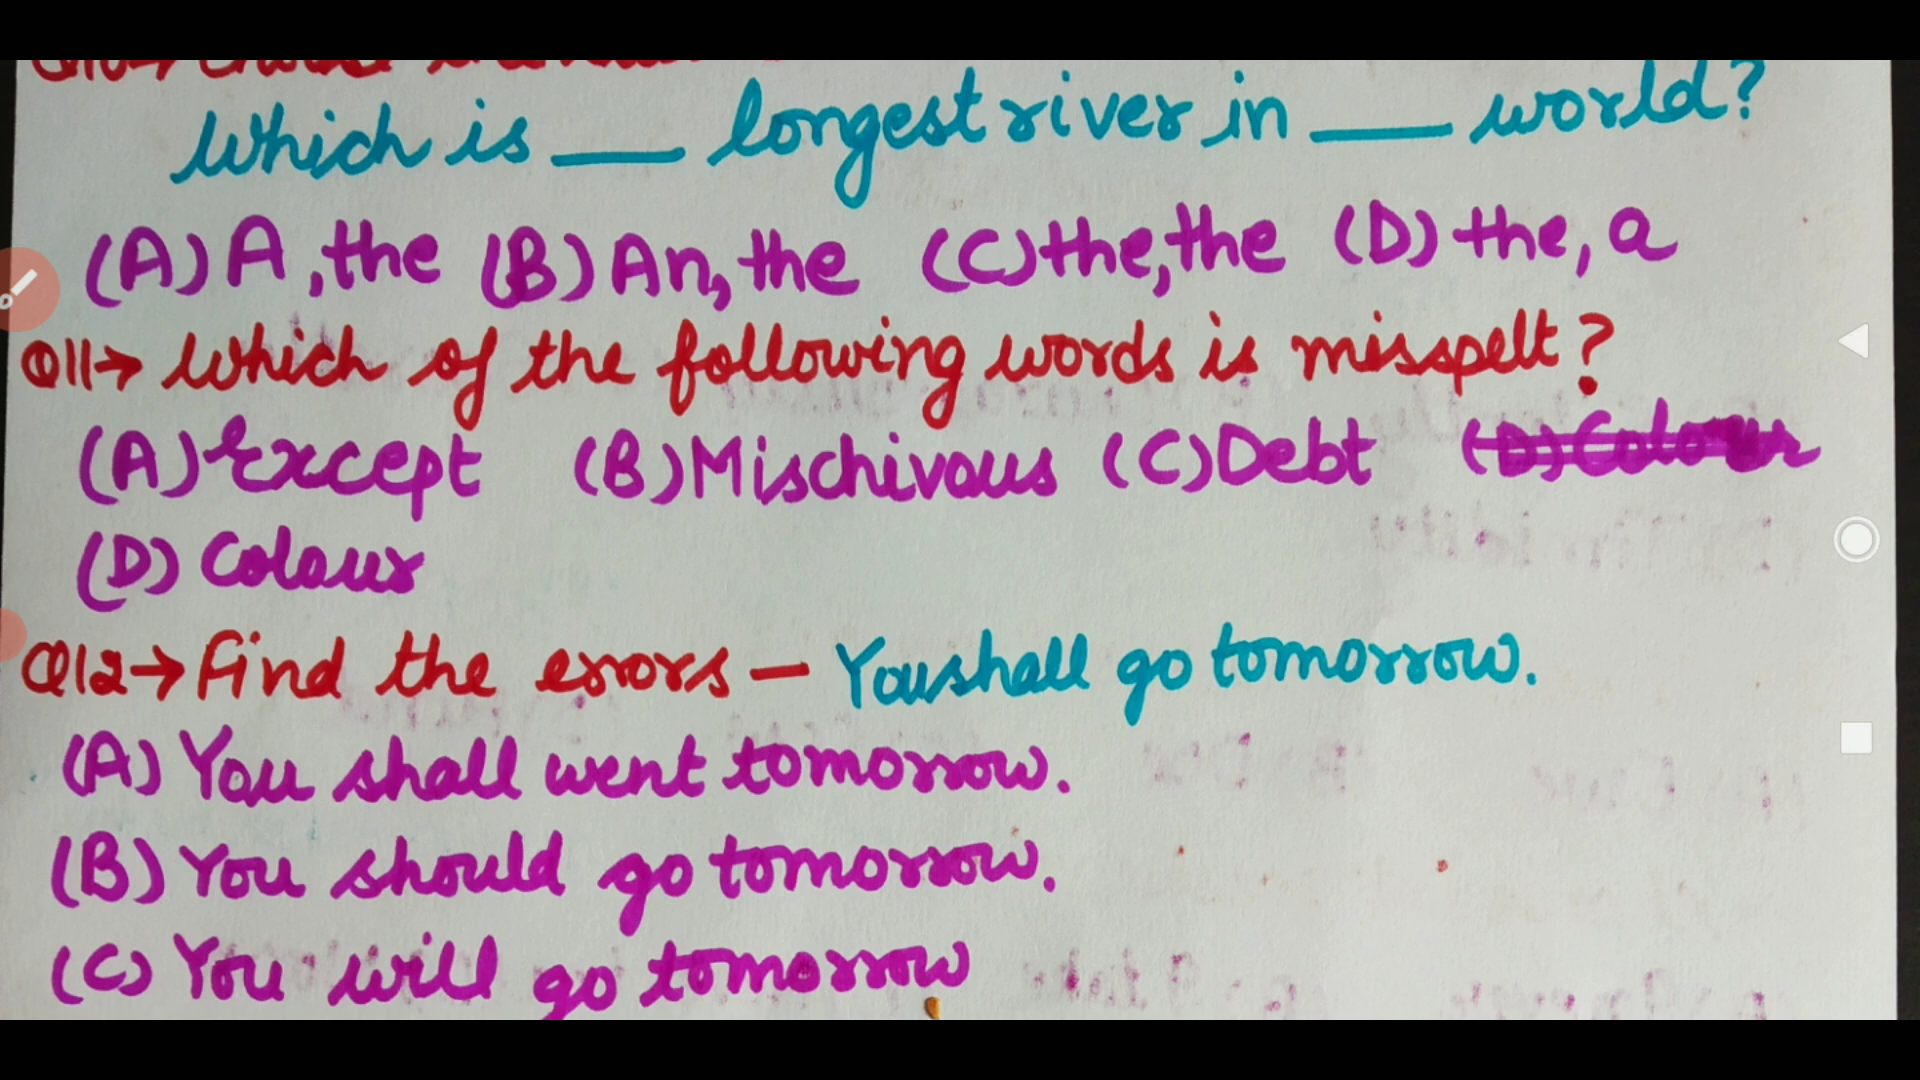 Which is ___ longest river in ___ world?
(A) A, the (B) An, the (C) the, the (D) the, a
Q11→ Which of the following words is misspelt?
(A) Except (B) Mischivous (C) Debt (D) Colour
(D) Colour
Q12→ Find the errors — You shall go tomorrow.
(A) You shall went tomorrow.
(B) You should go tomorrow.
(C) You will go tomorrow